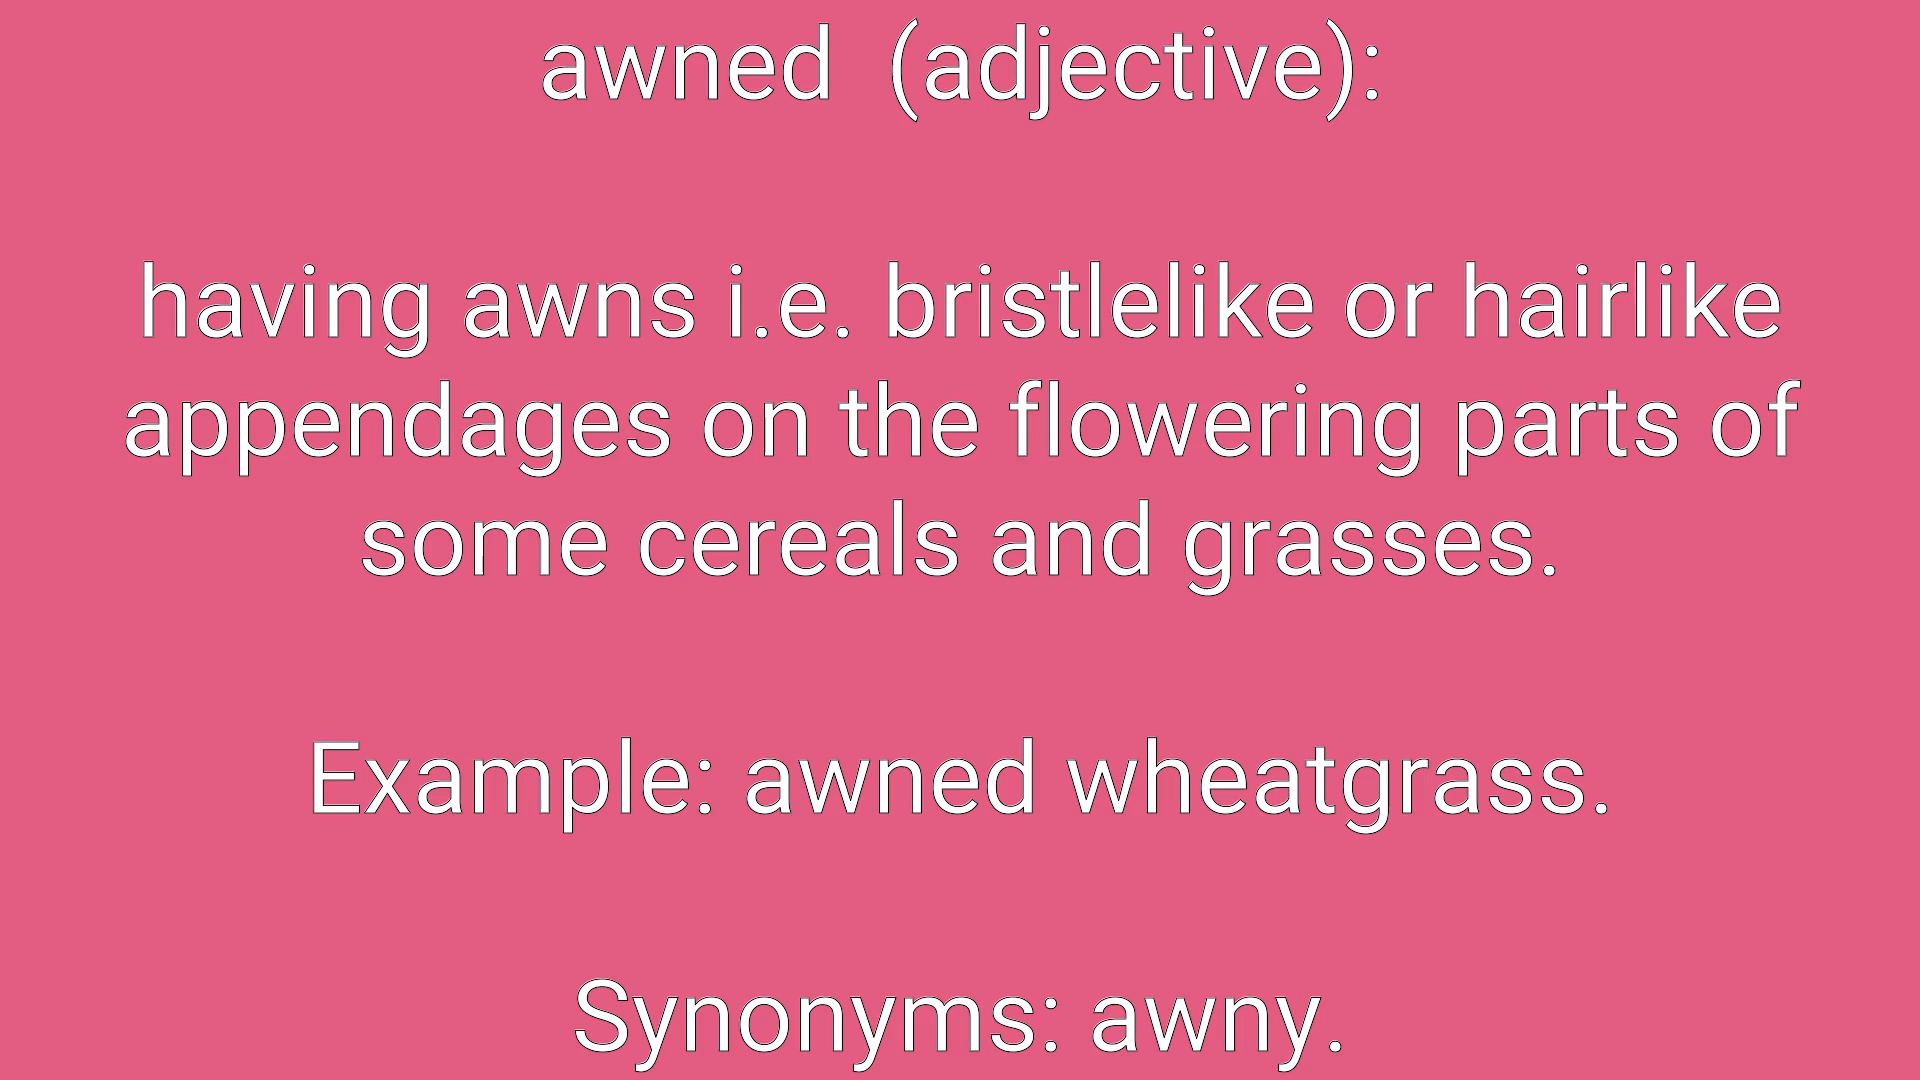 awned (adjective):
having awns i.e. bristlelike or hairlike
appendages on the flowering parts of
some cereals and grasses.
Example: awned wheatgrass.
Synonyms: awny.